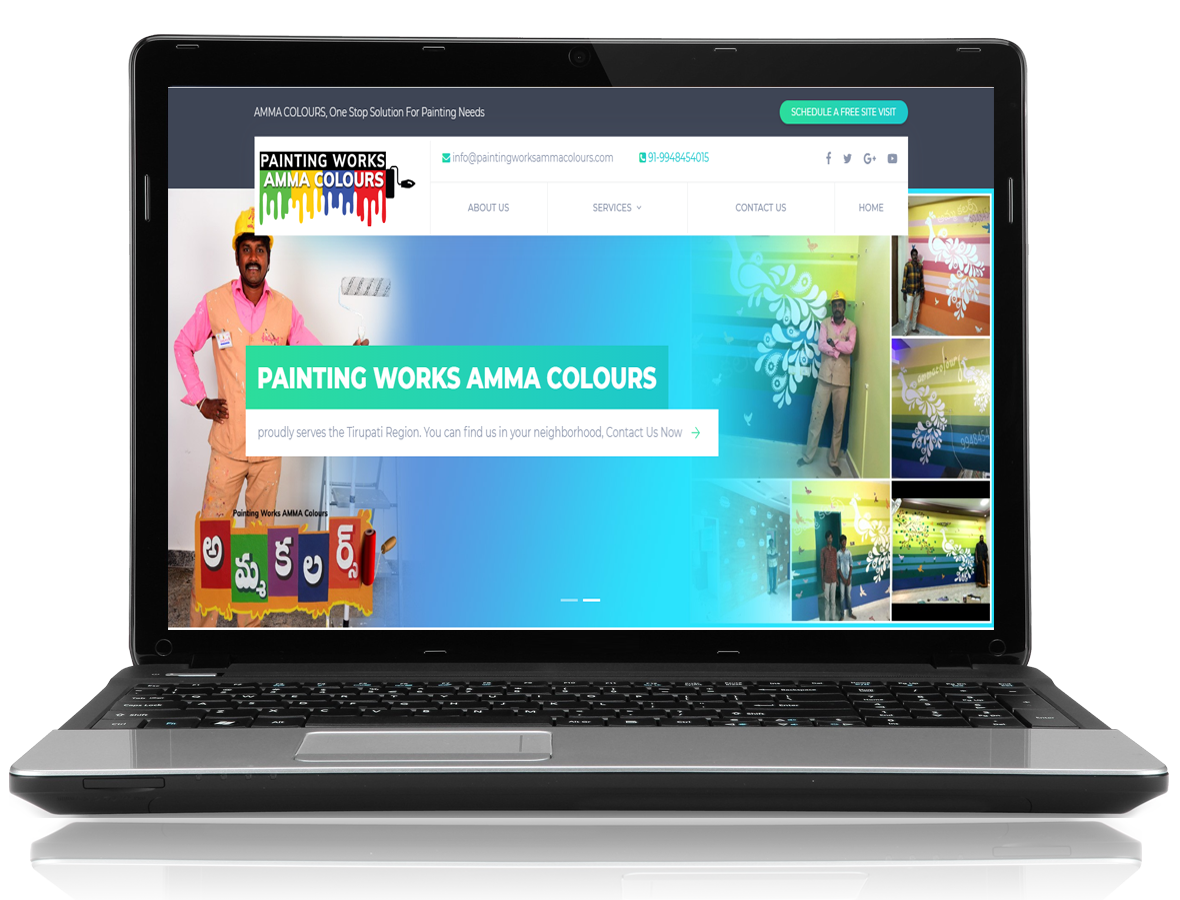 AMMA COLOURS, One Stop Solution For Painting Needs
SCHEDULE A FREE SITE VISIT
PAINTING WORKS
AMMA COLOURS
info@paintingworksammacolours.com
91-9948454015
ABOUT US
SERVICES
CONTACT US
HOME
PAINTING WORKS AMMA COLOURS
proudly serves the Tirupati Region. You can find us in your neighborhood, Contact Us Now
Painting Works AMMA Colours
అమ్మ కలర్స్
ammacolours